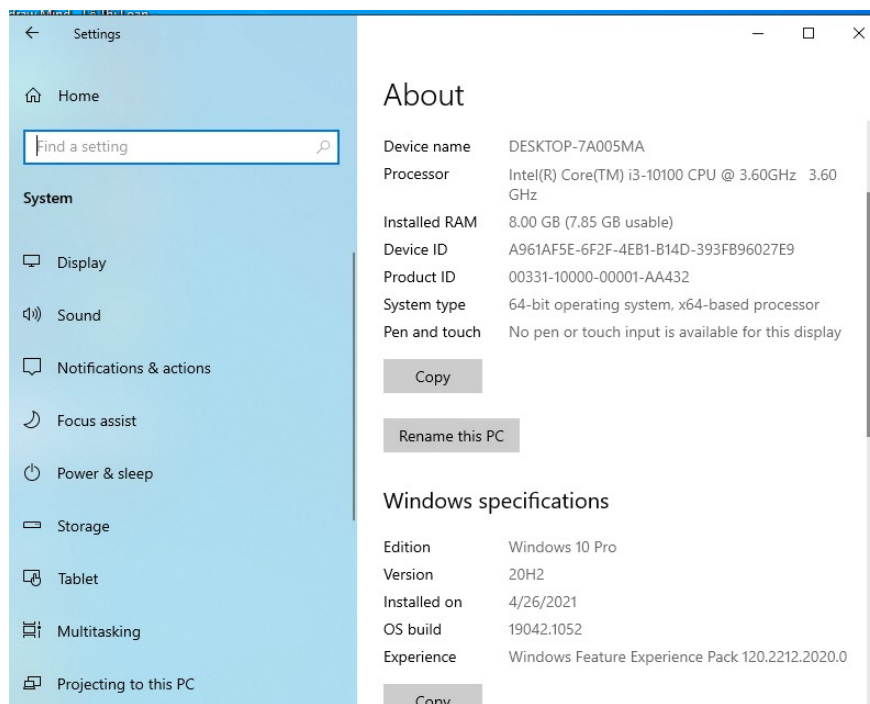 Settings
Home
Find a setting
System
Display
Sound
Notifications & actions
Focus assist
Power & sleep
Storage
Tablet
Multitasking
Projecting to this PC
About
Device name DESKTOP-7A005MA
Processor Intel(R) Core(TM) i3-10100 CPU @ 3.60GHz 3.60
GHz
Installed RAM 8.00 GB (7.85 GB usable)
Device ID A961AF5E-6F2F-4EB1-B14D-393FB96027E9
Product ID 00331-10000-00001-AA432
System type 64-bit operating system, x64-based processor
Pen and touch No pen or touch input is available for this display
Copy
Rename this PC
Windows specifications
Edition Windows 10 Pro
Version 20H2
Installed on 4/26/2021
OS build 19042.1052
Experience Windows Feature Experience Pack 120.2212.2020.0
Copy